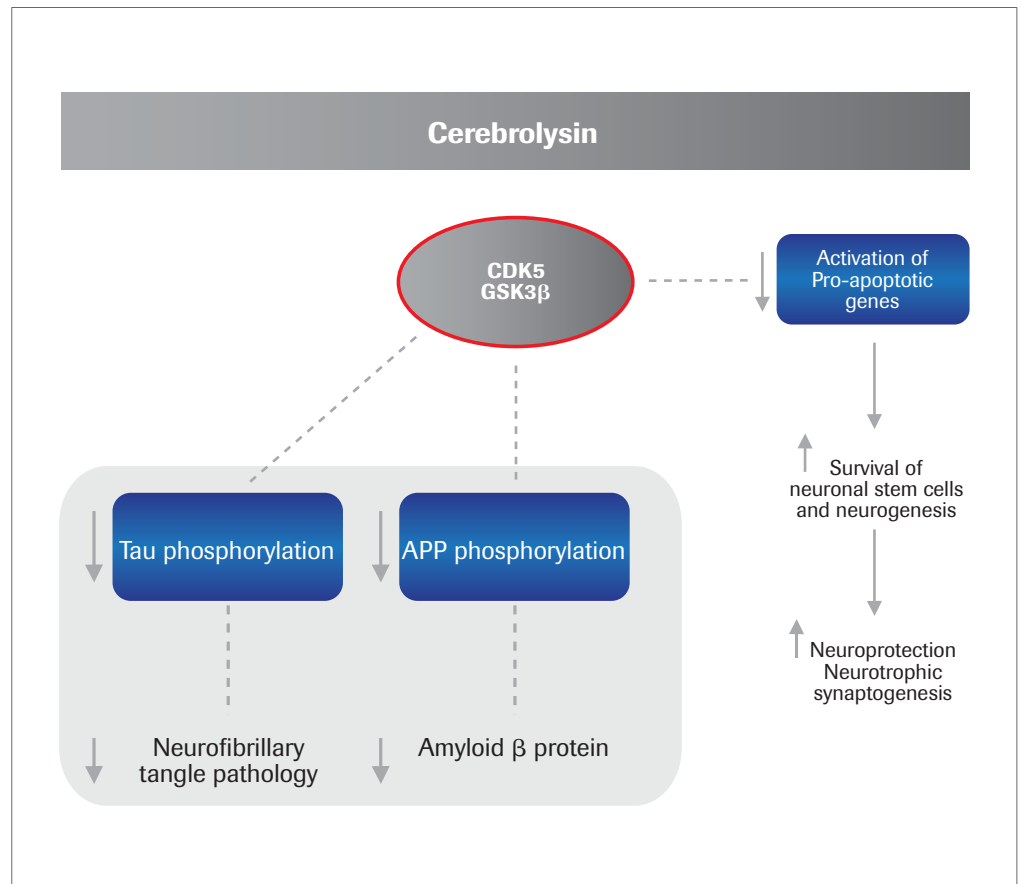 Cerebrolysin
CDK5
GSK3β
Activation of
Pro-apoptotic
genes
Survival of
neuronal stem cells
and neurogenesis
Tau phosphorylation
APP phosphorylation
Neuroprotection
Neurotrophic
synaptogenesis
Neurofibrillary
tangle pathology
Amyloid β protein